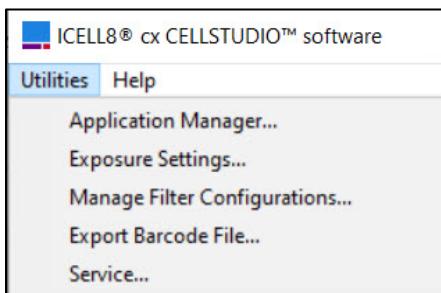 ICELL8® cx CELLSTUDIO™ software
Utilities Help
Application Manager...
Exposure Settings...
Manage Filter Configurations...
Export Barcode File...
Service...